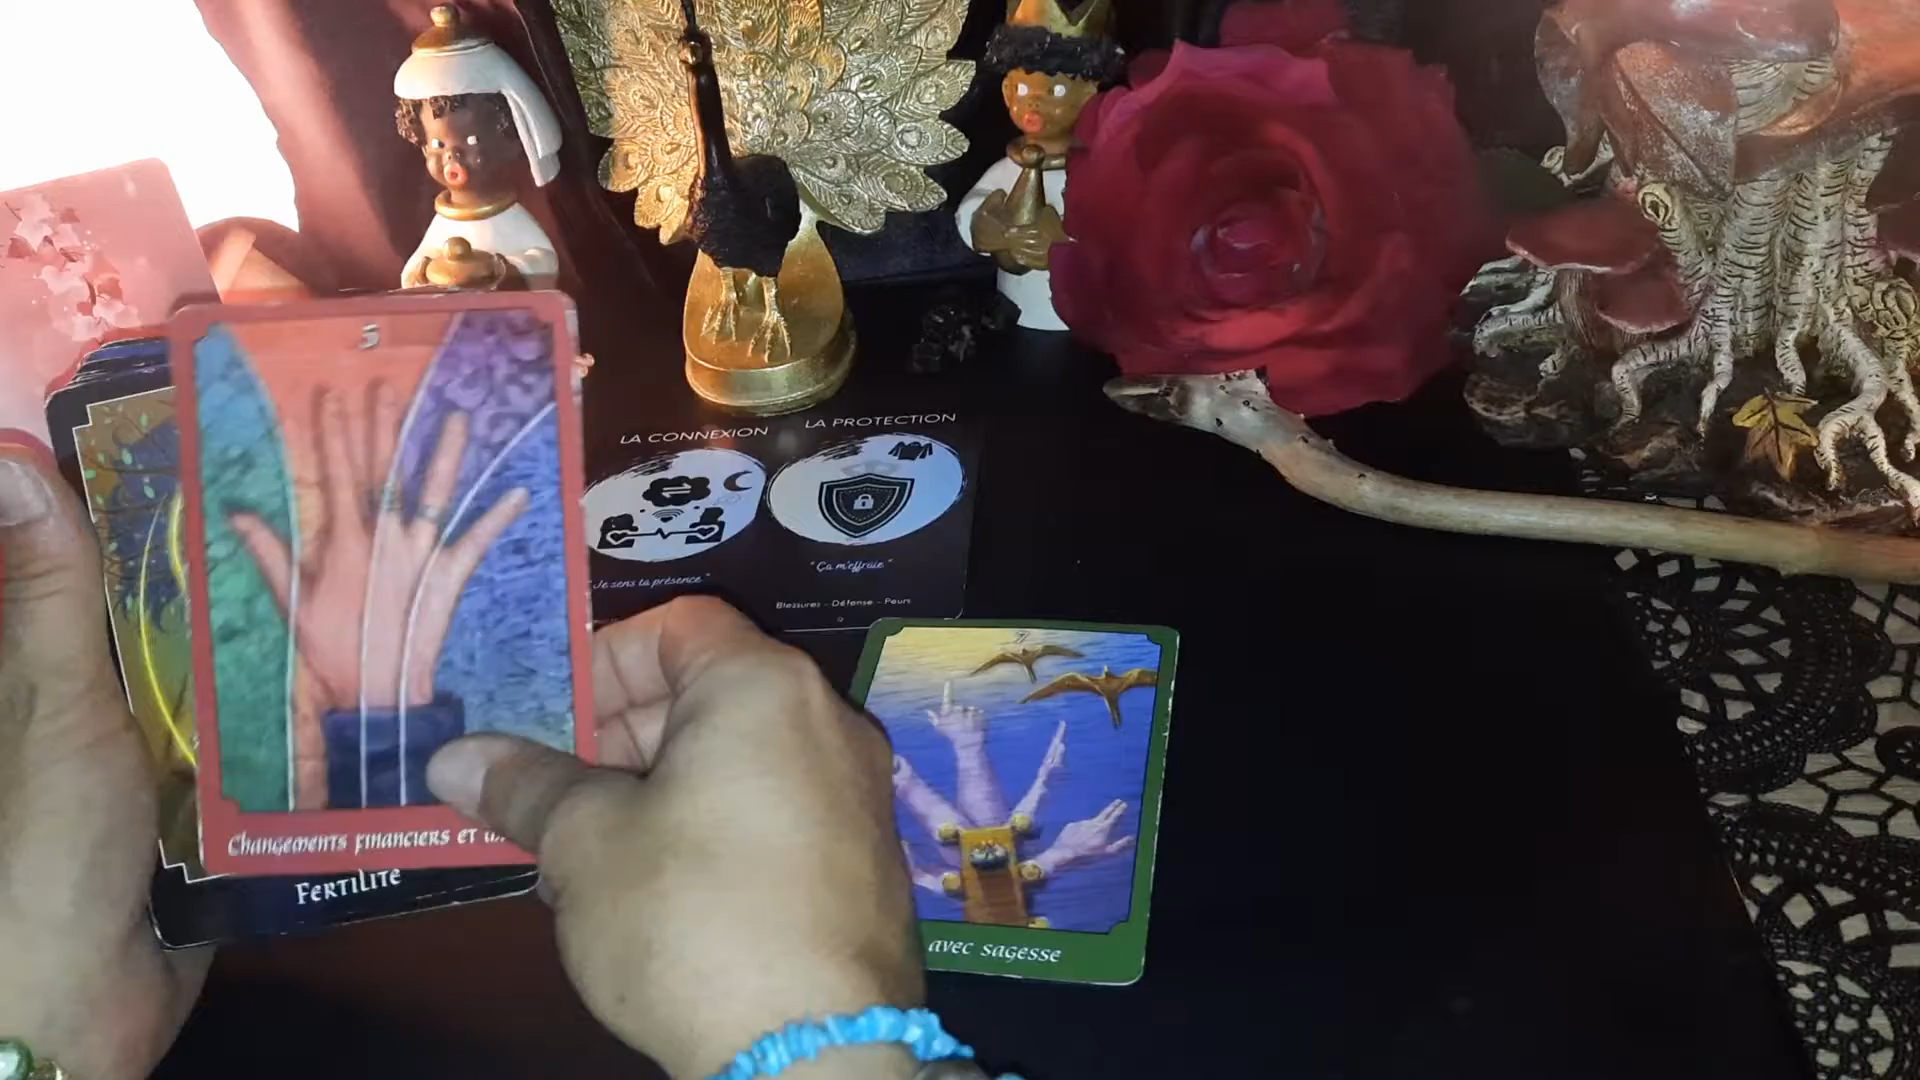 LA CONNEXION
LA PROTECTION
"Je sens ta présence"
"Ça m'effraie"
Blessures - Défense - Peurs
9
5
Changements financiers et
FERTILITÉ
7
avec sagesse